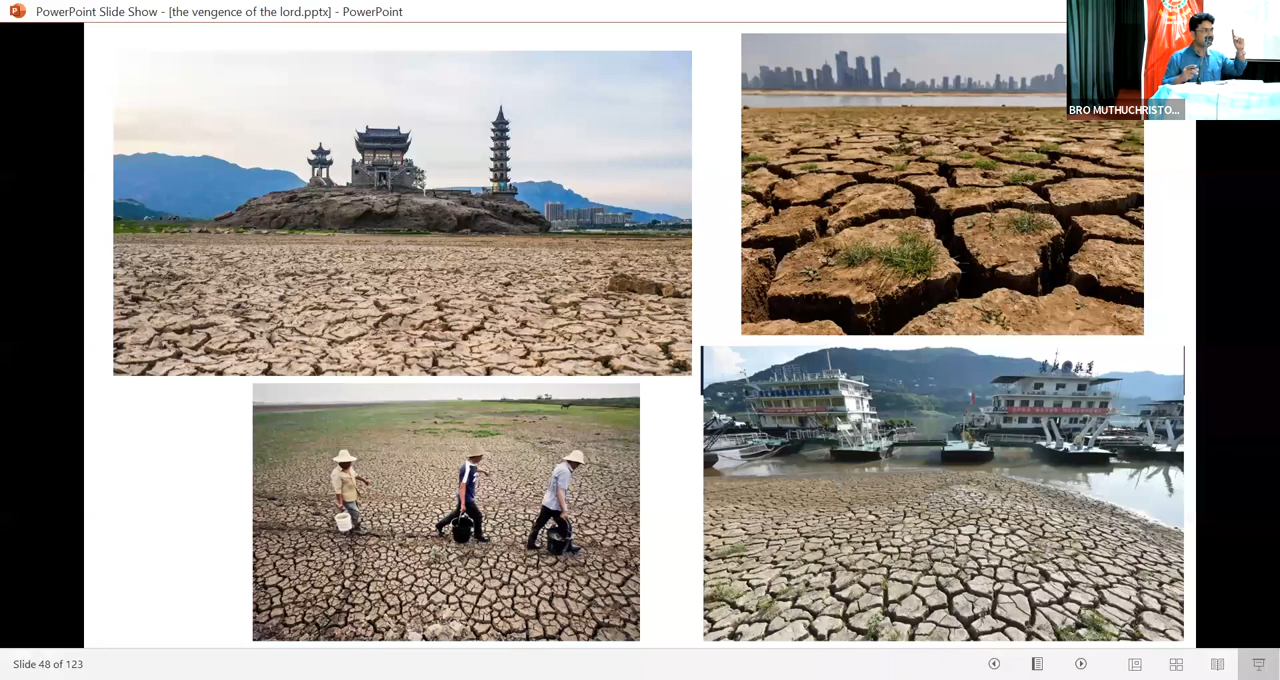 PowerPoint Slide Show - [the vengence of the lord.pptx] - PowerPoint
BRO MUTHUCHRISTO...
Slide 48 of 123